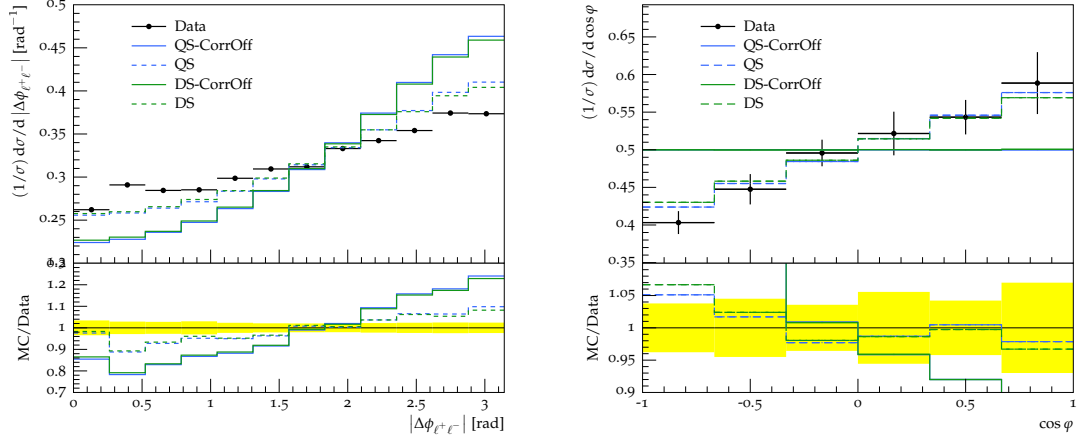 (1/σ) dσ/d |Δϕℓ+ℓ−| [rad−1]
0.5
0.45
0.4
0.35
0.3
0.25
Data
QS-CorrOff
QS
DS-CorrOff
DS
MC/Data
1.2
1.1
1
0.9
0.8
0.7
0 0.5 1 1.5 2 2.5 3
|Δϕℓ+ℓ−| [rad]
(1/σ) dσ/d cos φ
0.65
0.6
0.55
0.5
0.45
0.4
0.35
Data
QS-CorrOff
QS
DS-CorrOff
DS
MC/Data
1.05
1
0.95
0.9
-1 -0.5 0 0.5 1
cos φ